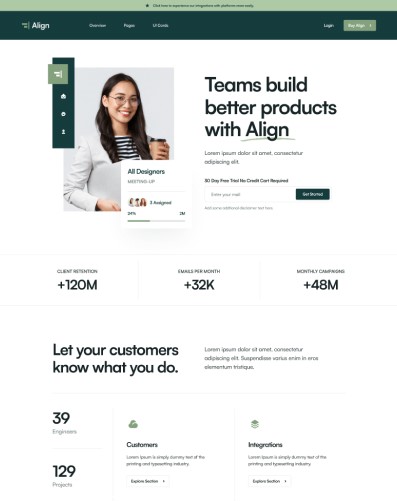 Click here to experience our integrations with platforms more easily.
Align
Overview
Pages
UI Cards
Login
Buy Align
Teams build
better products
with Align
Lorem ipsum dolor sit amet, consectetur
adipiscing elit.
30 Day Free Trial No Credit Cart Required
Enter your mail
Get Started
Add some additional disclaimer text here.
All Designers
MEETING-UP
3 Assigned
24%
2M
CLIENT RETENTION
+120M
EMAILS PER MONTH
+32K
MONTHLY CAMPAIGNS
+48M
Let your customers
know what you do.
Lorem ipsum dolor sit amet, consectetur
adipiscing elit. Suspendisse varius enim in eros
elementum tristique.
39
Engineers
129
Projects
Customers
Lorem Ipsum is simply dummy text of the
printing and typesetting industry.
Explore Section
Integrations
Lorem Ipsum is simply dummy text of the
printing and typesetting industry.
Explore Section